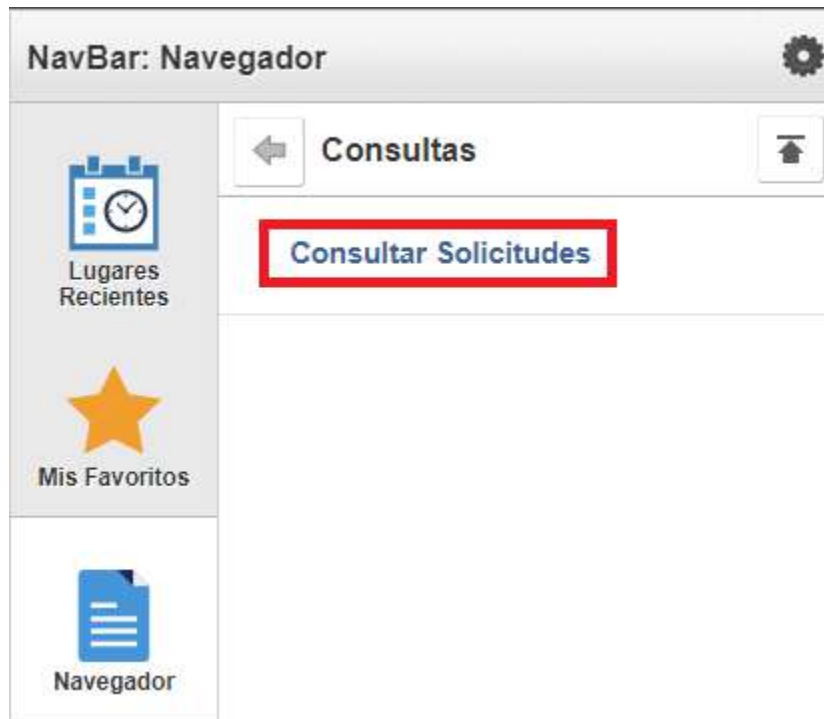 NavBar: Navegador
Consultas
Consultar Solicitudes
Lugares
Recientes
Mis Favoritos
Navegador